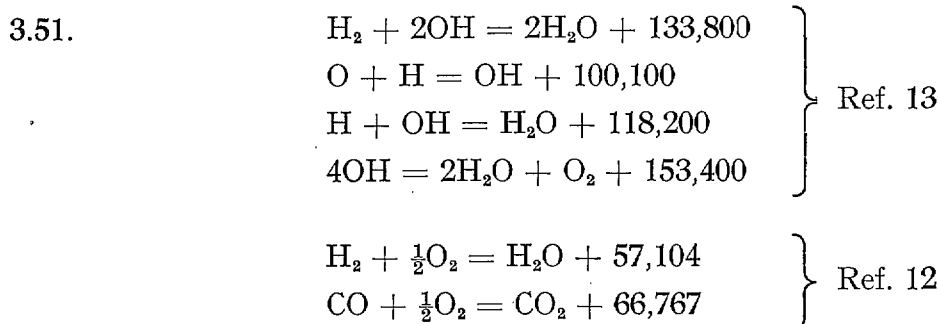 3.51. H₂ + 2OH = 2H₂O + 133,800
O + H = OH + 100,100
H + OH = H₂O + 118,200
4OH = 2H₂O + O₂ + 153,400
Ref. 13
H₂ + ½O₂ = H₂O + 57,104
CO + ½O₂ = CO₂ + 66,767
Ref. 12